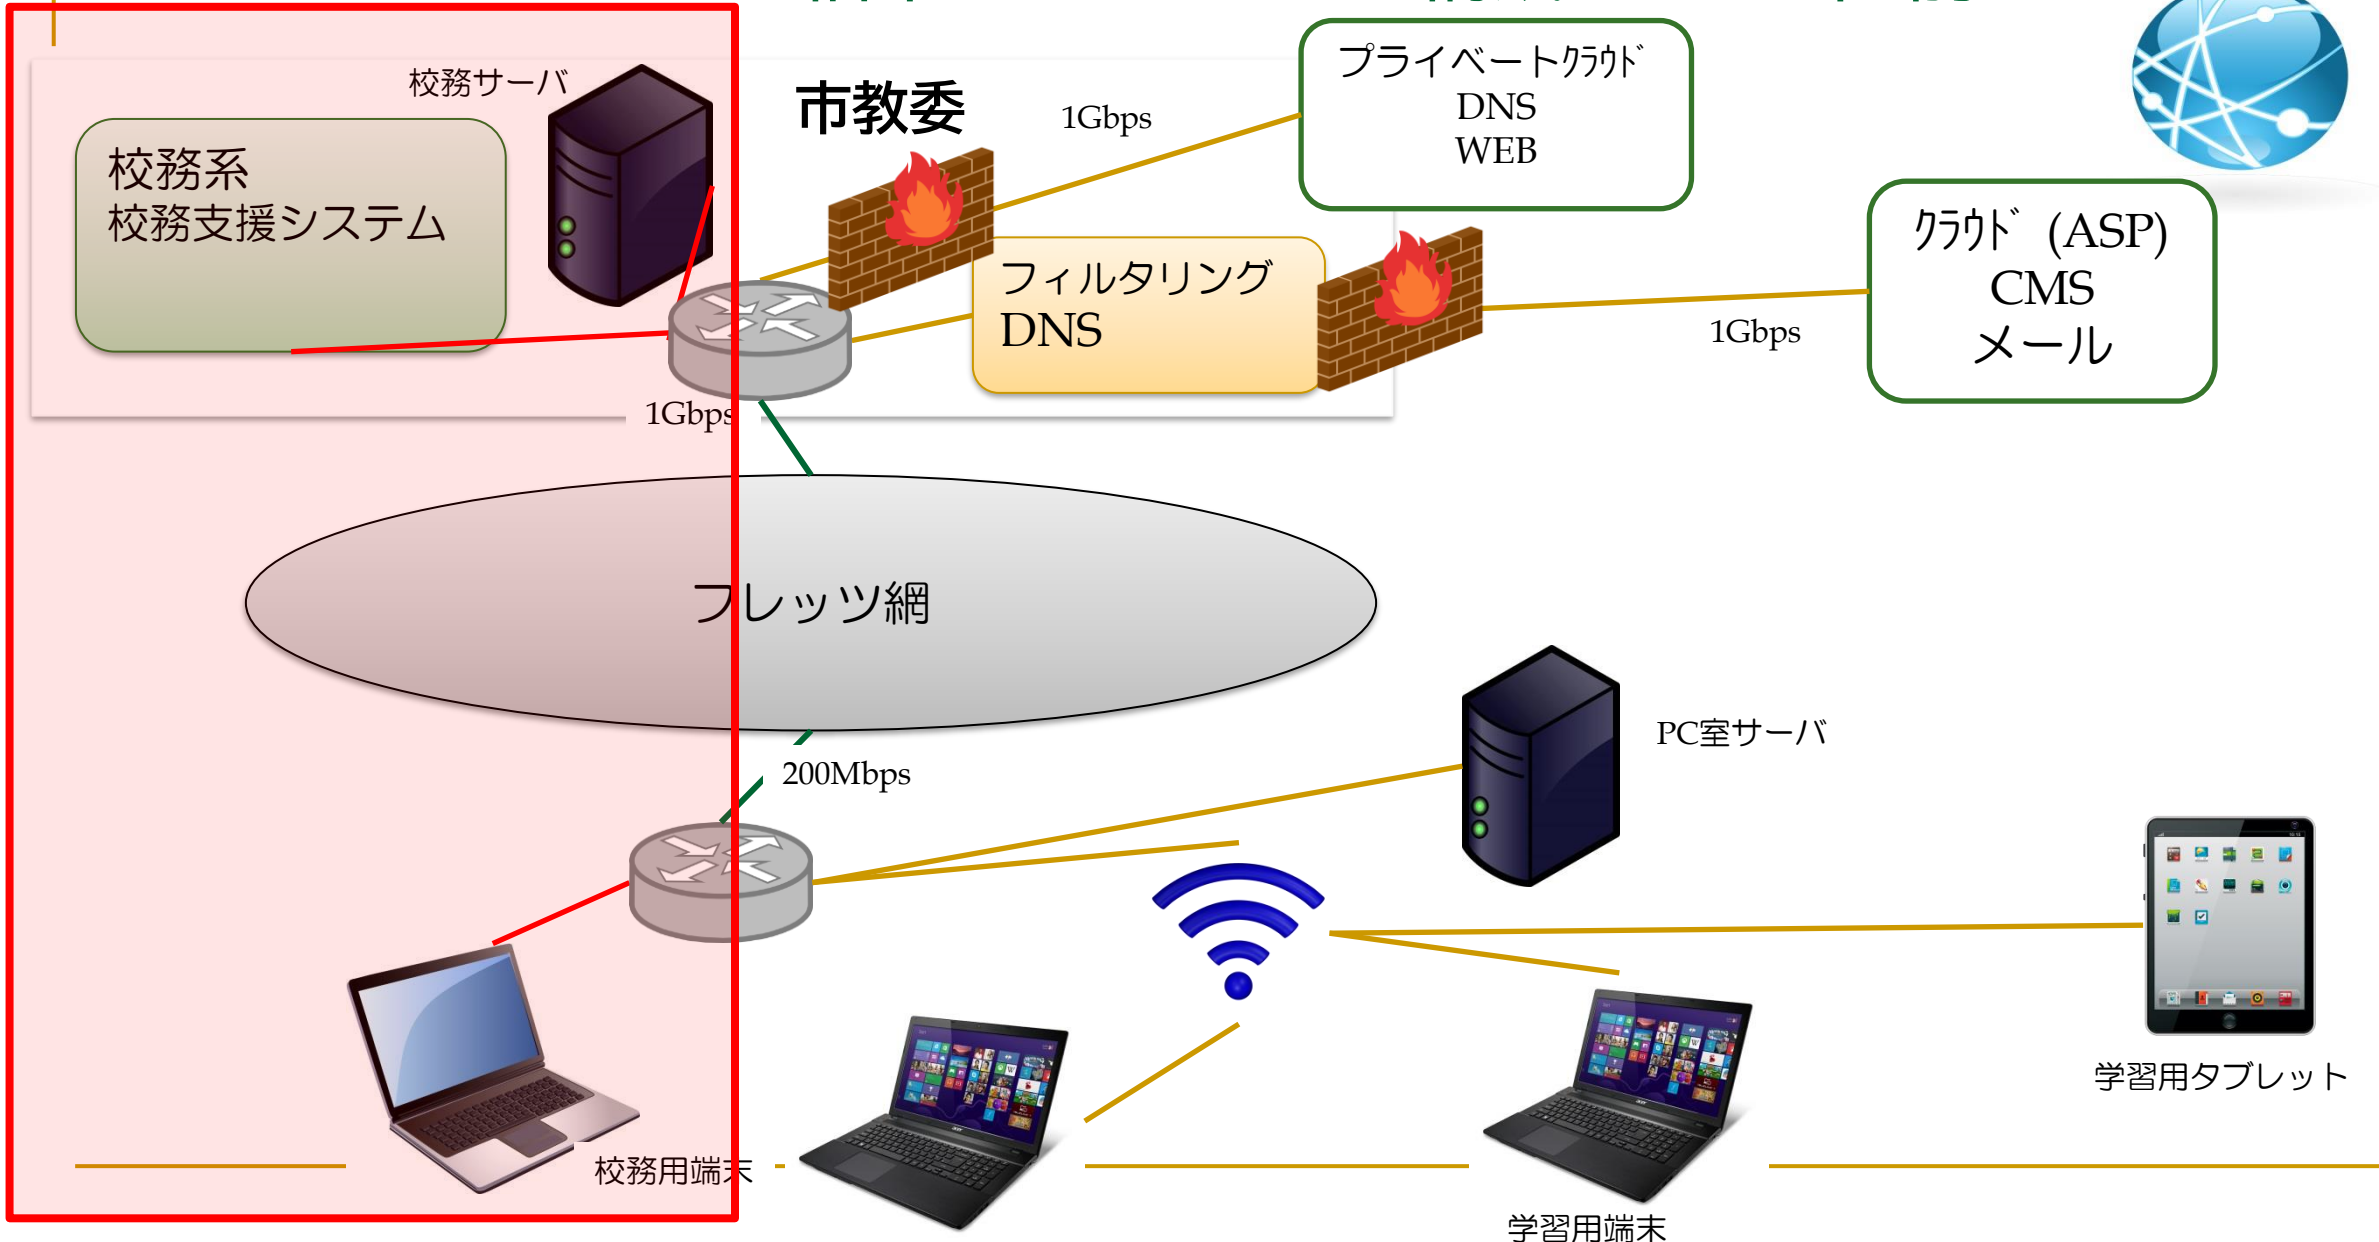 校務サーバ
市教委
1Gbps
プライベートｸﾗｳﾄﾞ
DNS
WEB
校務系
校務支援システム
ｸﾗｳﾄﾞ (ASP)
CMS
メール
フィルタリング
DNS
1Gbps
1Gbps
フレッツ網
200Mbps
PC室サーバ
学習用タブレット
校務用端末
学習用端末